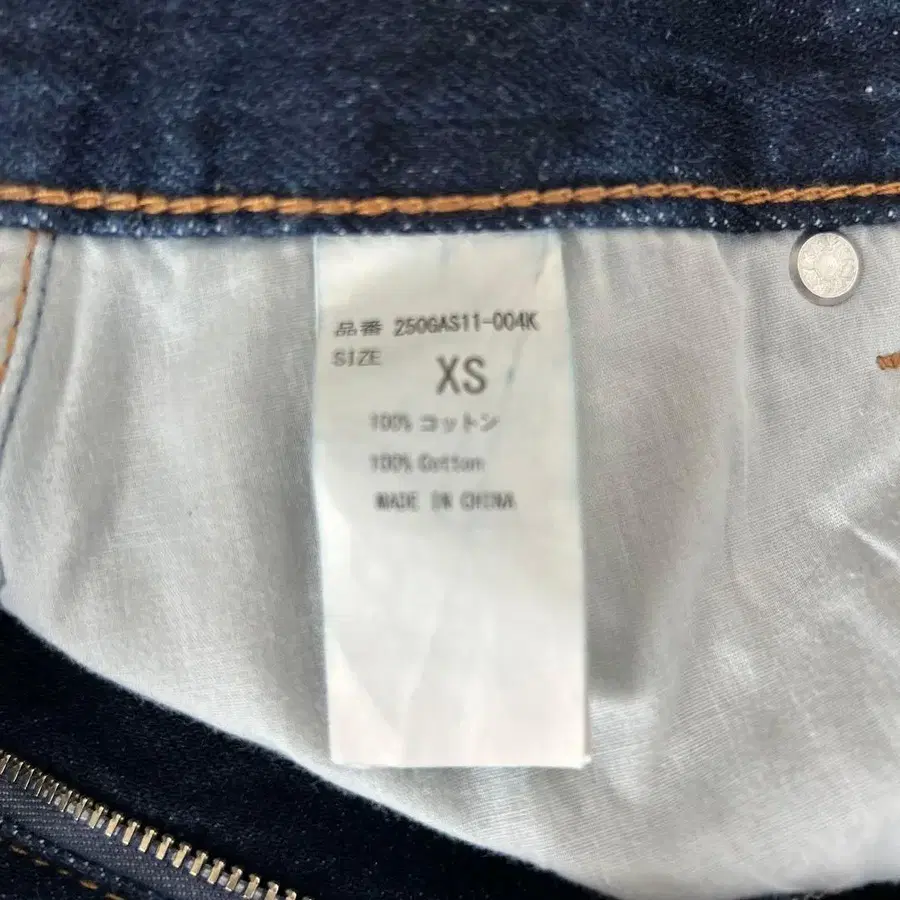 品番 250GAS11-004K
SIZE
XS
100% コットン
100% Cotton
MADE IN CHINA